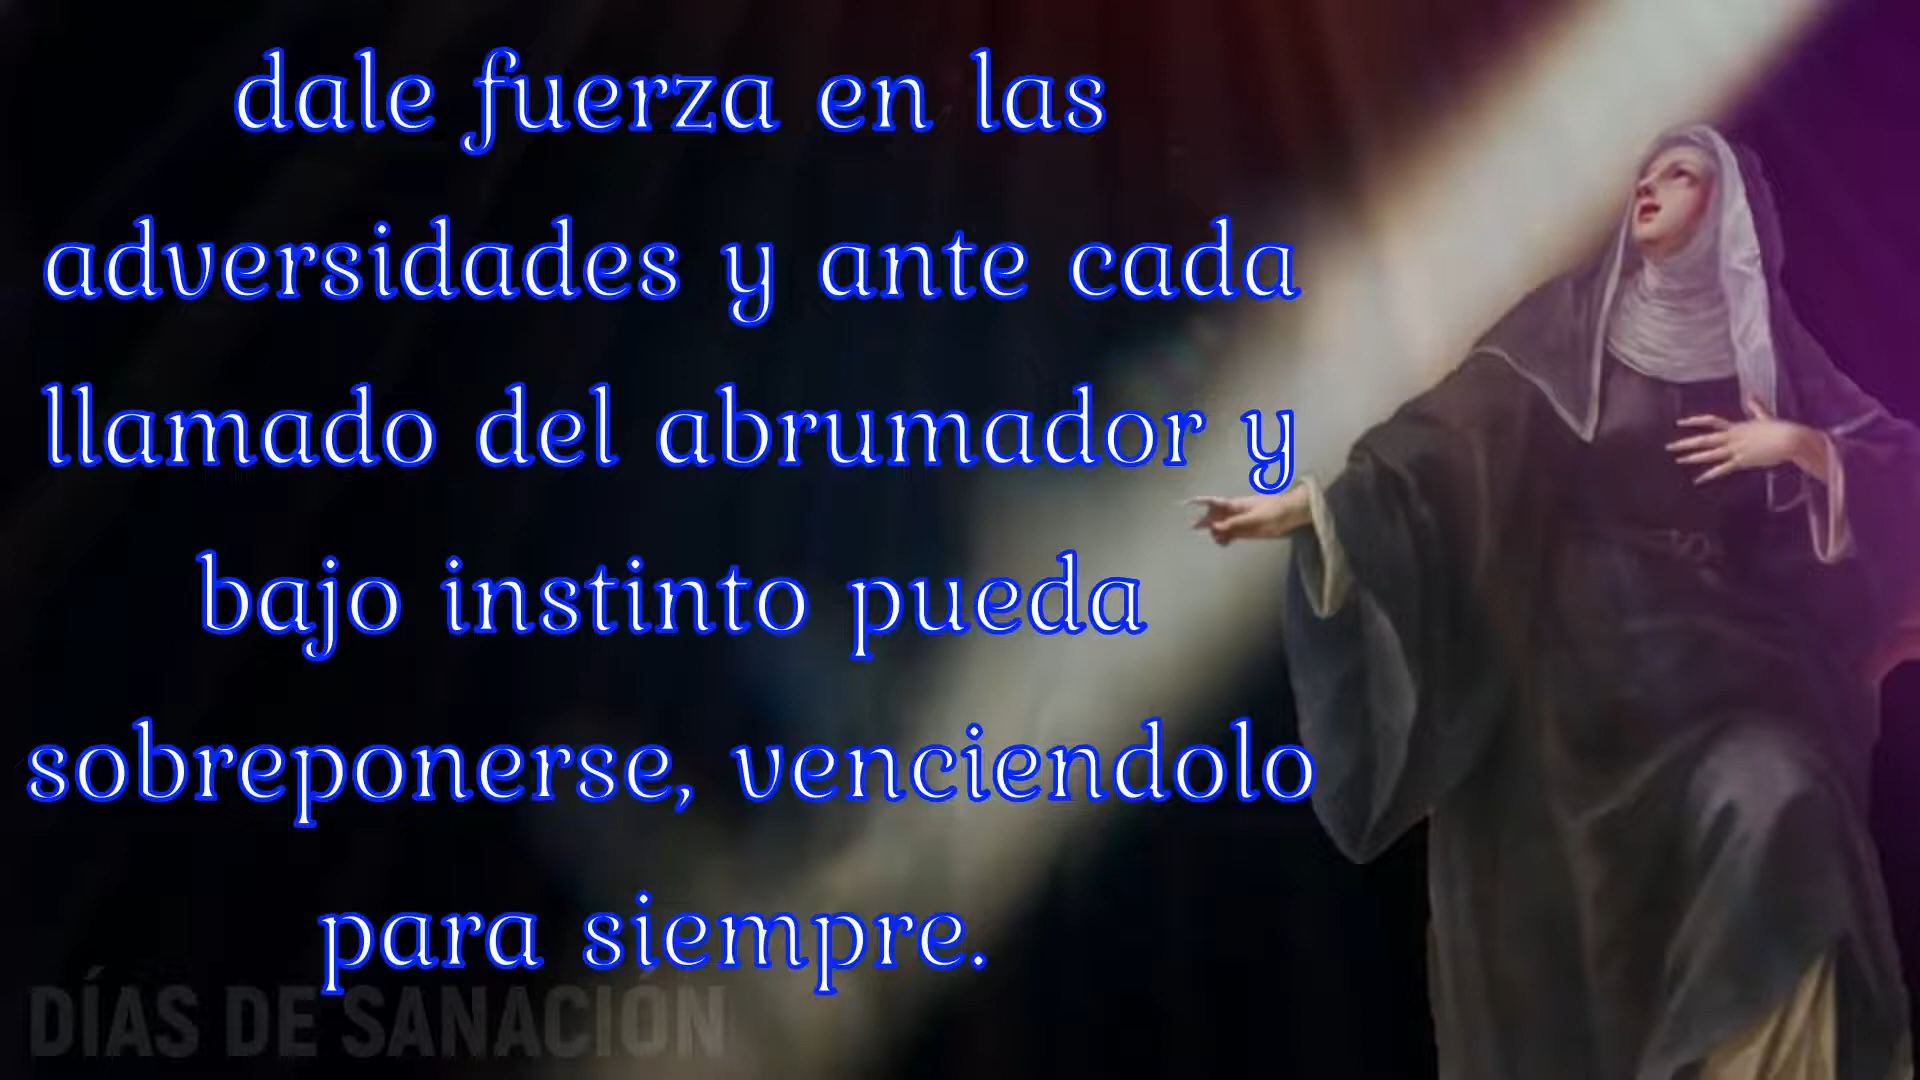 dale fuerza en las
adversidades y ante cada
llamado del abrumador y
bajo instinto pueda
sobreponerse, venciendolo
para siempre.
DÍAS DE SANACIÓN